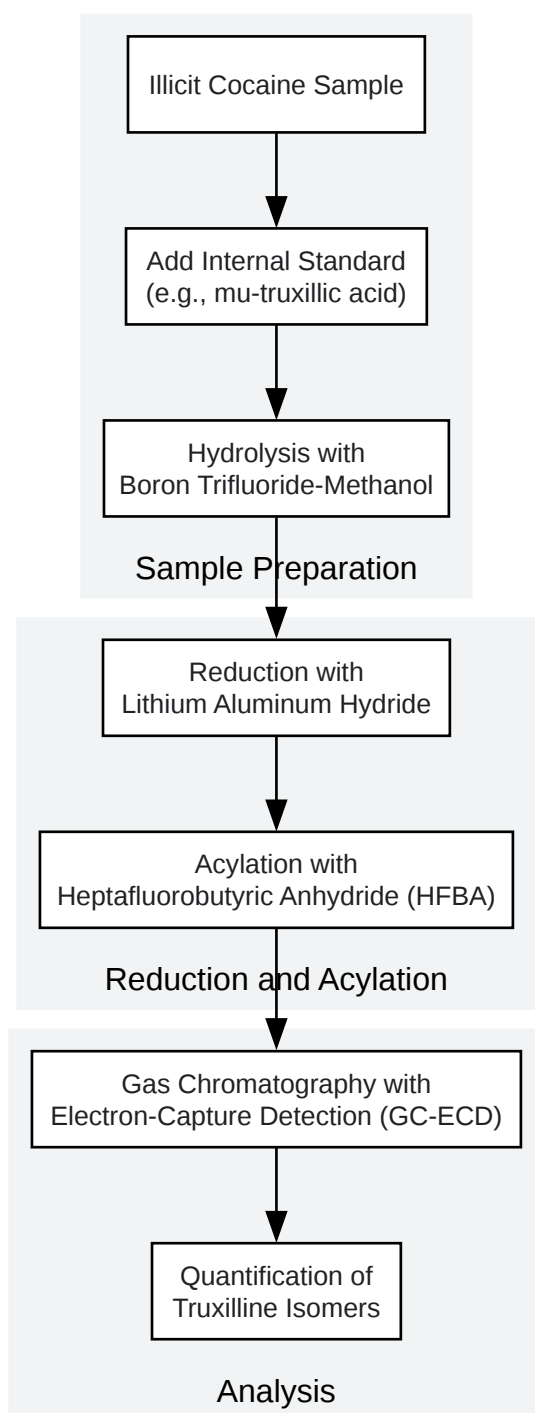 Illicit Cocaine Sample
Add Internal Standard
(e.g., mu-truxillic acid)
Hydrolysis with
Boron Trifluoride-Methanol
Sample Preparation
Reduction with
Lithium Aluminum Hydride
Acylation with
Heptafluorobutyric Anhydride (HFBA)
Reduction and Acylation
Gas Chromatography with
Electron-Capture Detection (GC-ECD)
Quantification of
Truxilline Isomers
Analysis